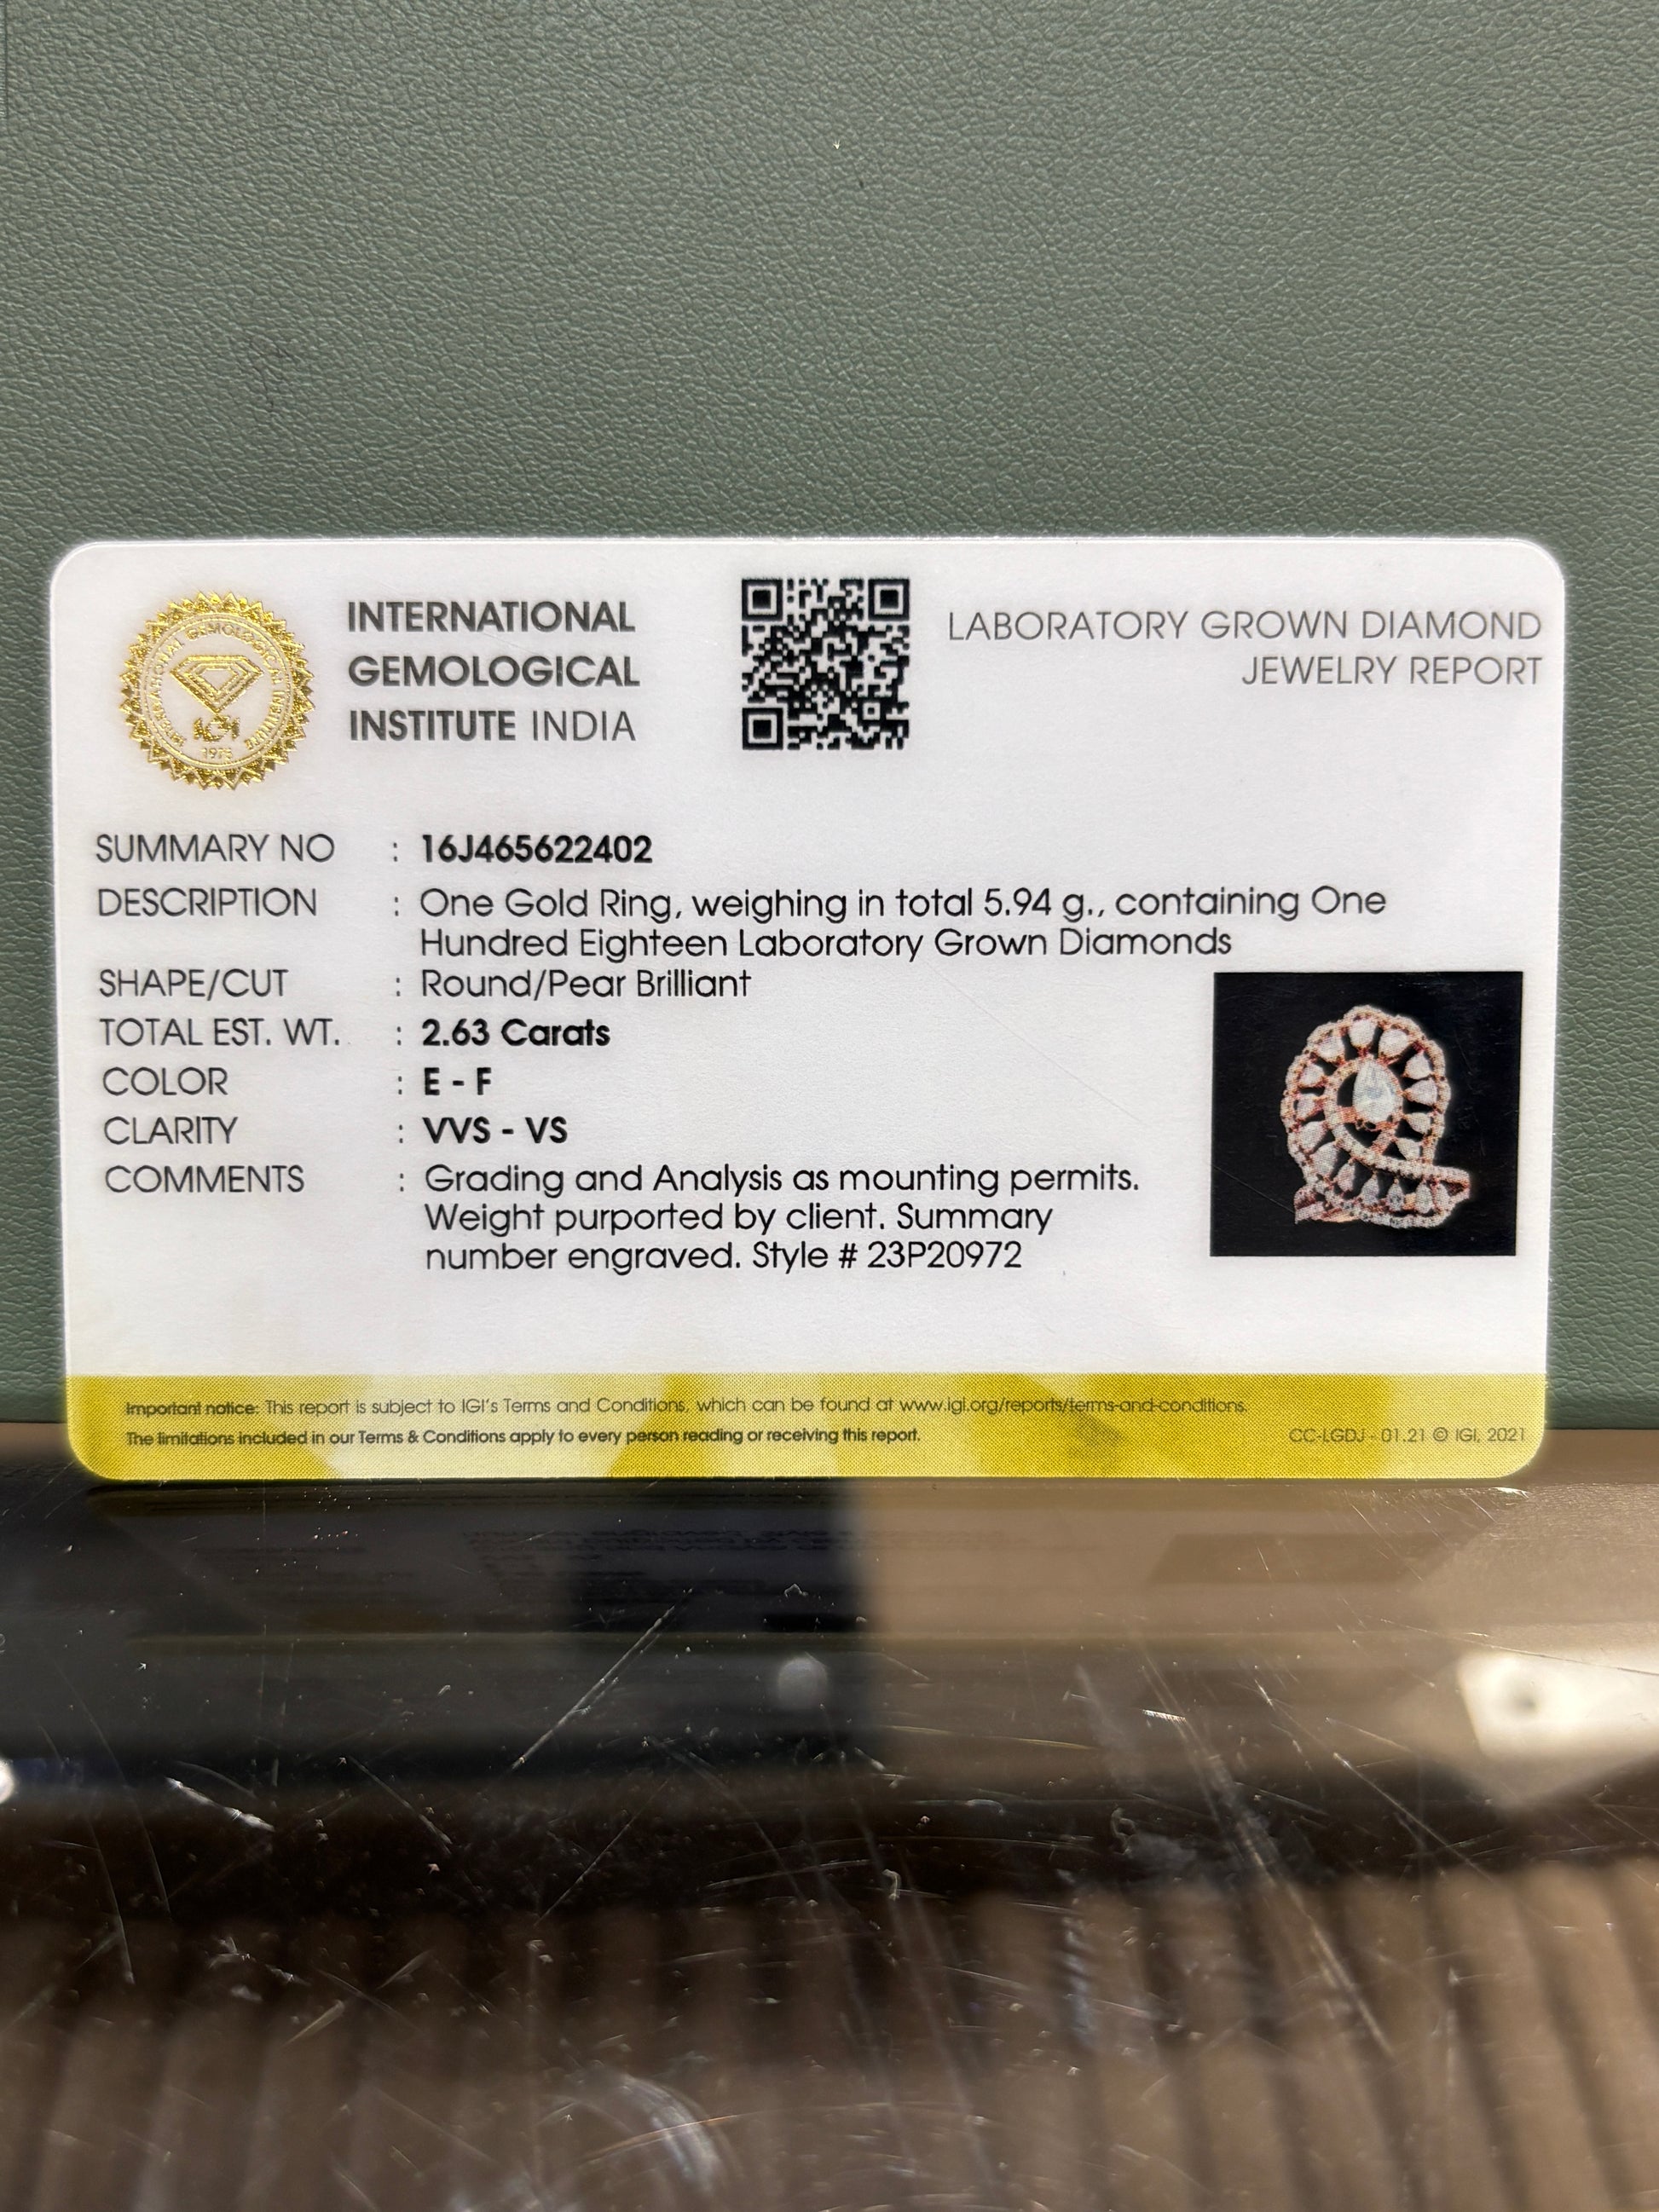 INTERNATIONAL
GEMOLOGICAL
INSTITUTE INDIA
LABORATORY GROWN DIAMOND
JEWELRY REPORT
INTERNATIONAL GEMOLOGICAL INSTITUTE
IGI
1975
SUMMARY NO : 16J465622402
DESCRIPTION : One Gold Ring, weighing in total 5.94 g., containing One
Hundred Eighteen Laboratory Grown Diamonds
SHAPE/CUT : Round/Pear Brilliant
TOTAL EST. WT. : 2.63 Carats
COLOR : E - F
CLARITY : VVS - VS
COMMENTS : Grading and Analysis as mounting permits.
Weight purported by client. Summary
number engraved. Style # 23P20972
Important notice: This report is subject to IGI's Terms and Conditions, which can be found at www.igi.org/reports/terms-and-conditions.
The limitations included in our Terms & Conditions apply to every person reading or receiving this report.
CC-LGDJ - 01.21 © IGI, 2021